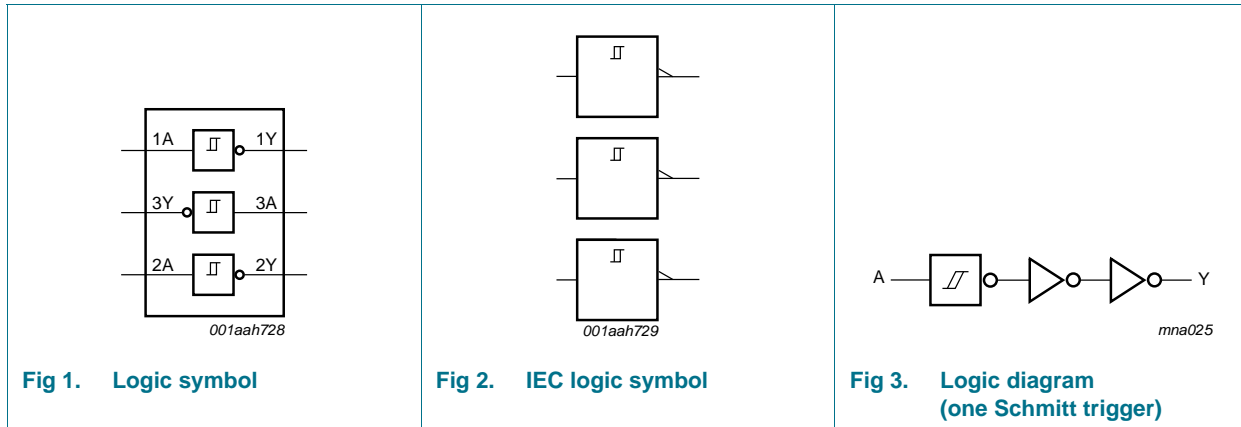 1A 1Y
3Y 3A
2A 2Y
001aah728
Fig 1. Logic symbol
001aah729
Fig 2. IEC logic symbol
A Y
mna025
Fig 3. Logic diagram
(one Schmitt trigger)